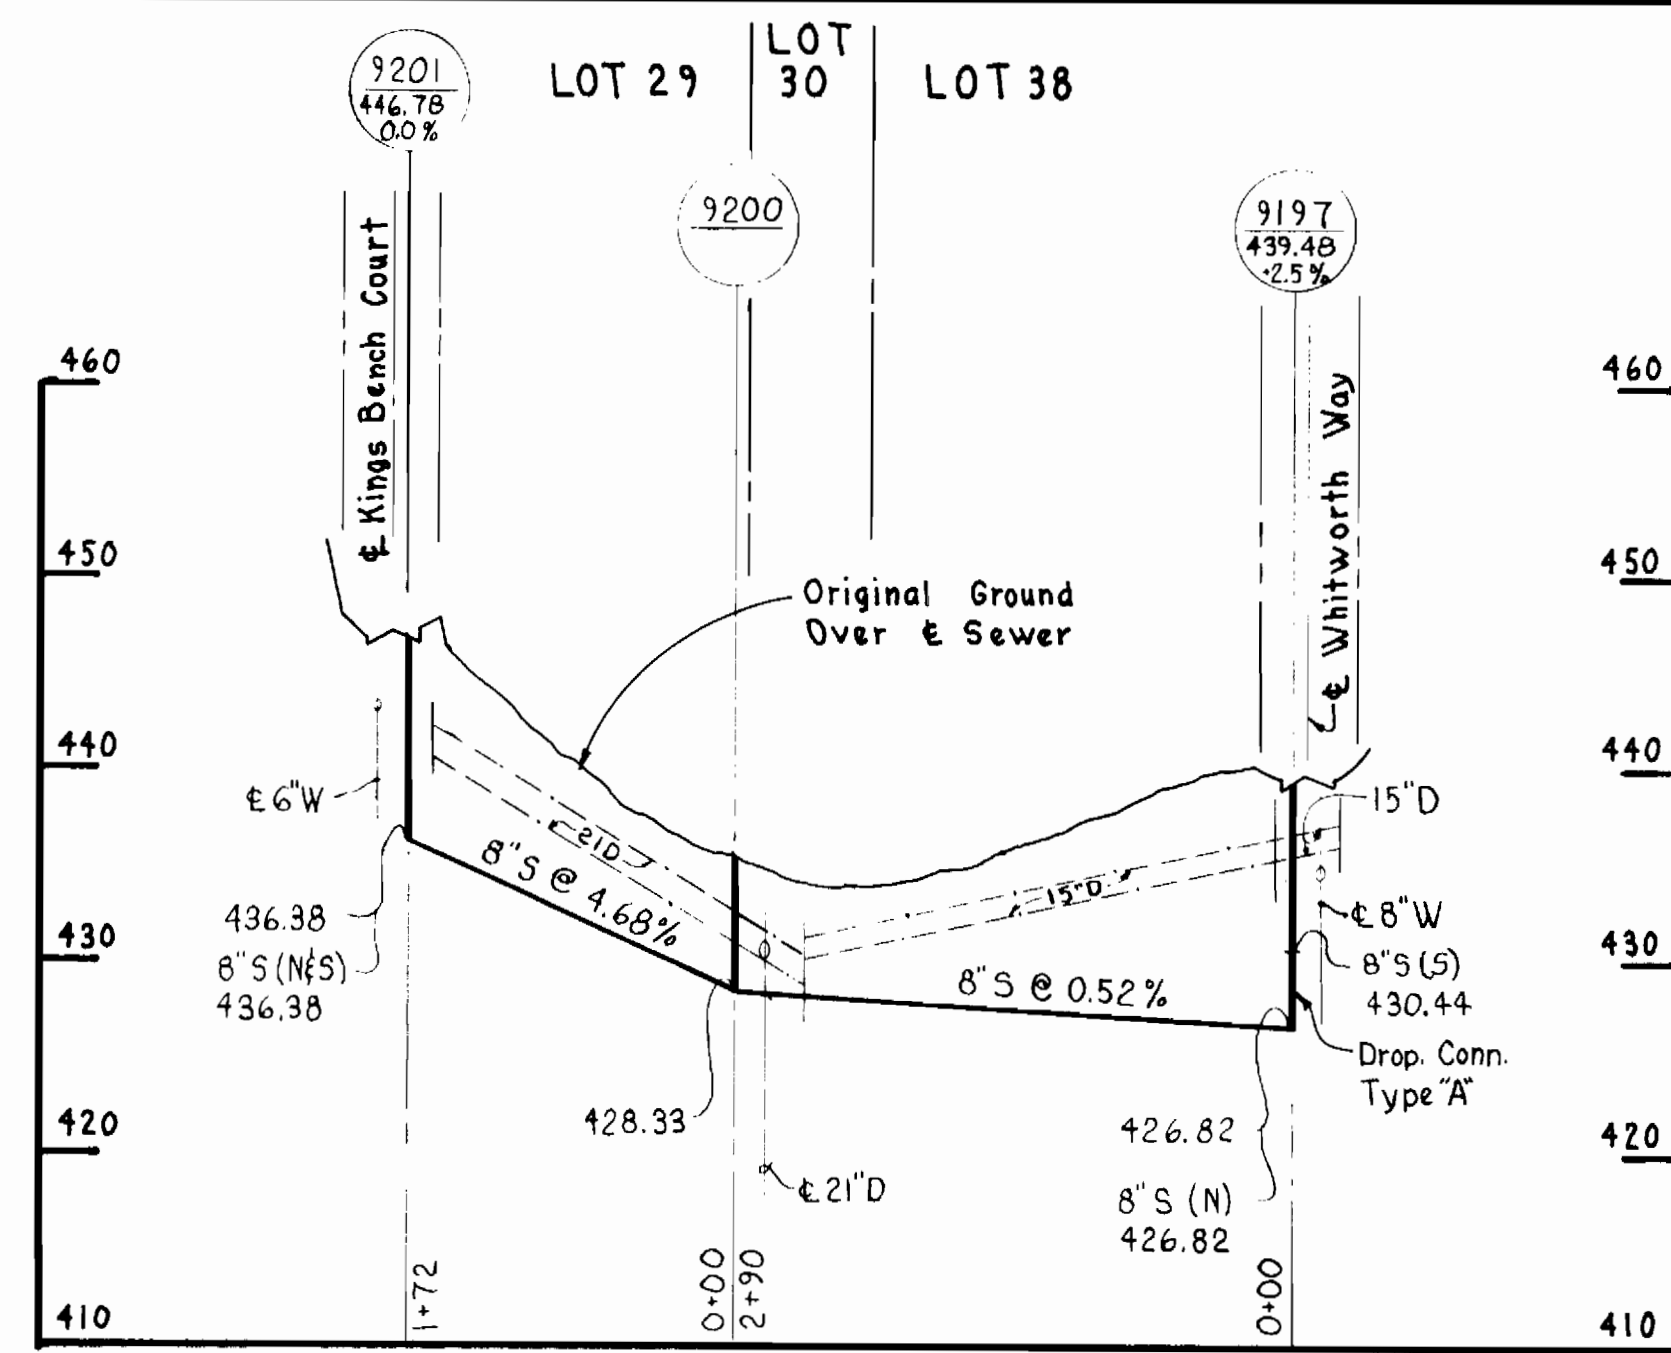 9201
446.78
0.0%
LOT 29
LOT
30
LOT 38
9200
9197
439.48
+2.5%
℄ Kings Bench Court
℄ Whitworth Way
460
460
450
450
Original Ground
Over ℄ Sewer
440
440
℄ 6"W
15"D
21D
8"S @ 4.68%
15"D
℄ 8"W
436.38
8"S (N&S)
436.38
430
430
8"S @ 0.52%
8"S (S)
430.44
Drop. Conn.
Type "A"
428.33
420
420
426.82
8"S (N)
426.82
℄ 21"D
1+72
0+00
2+90
0+00
410
410